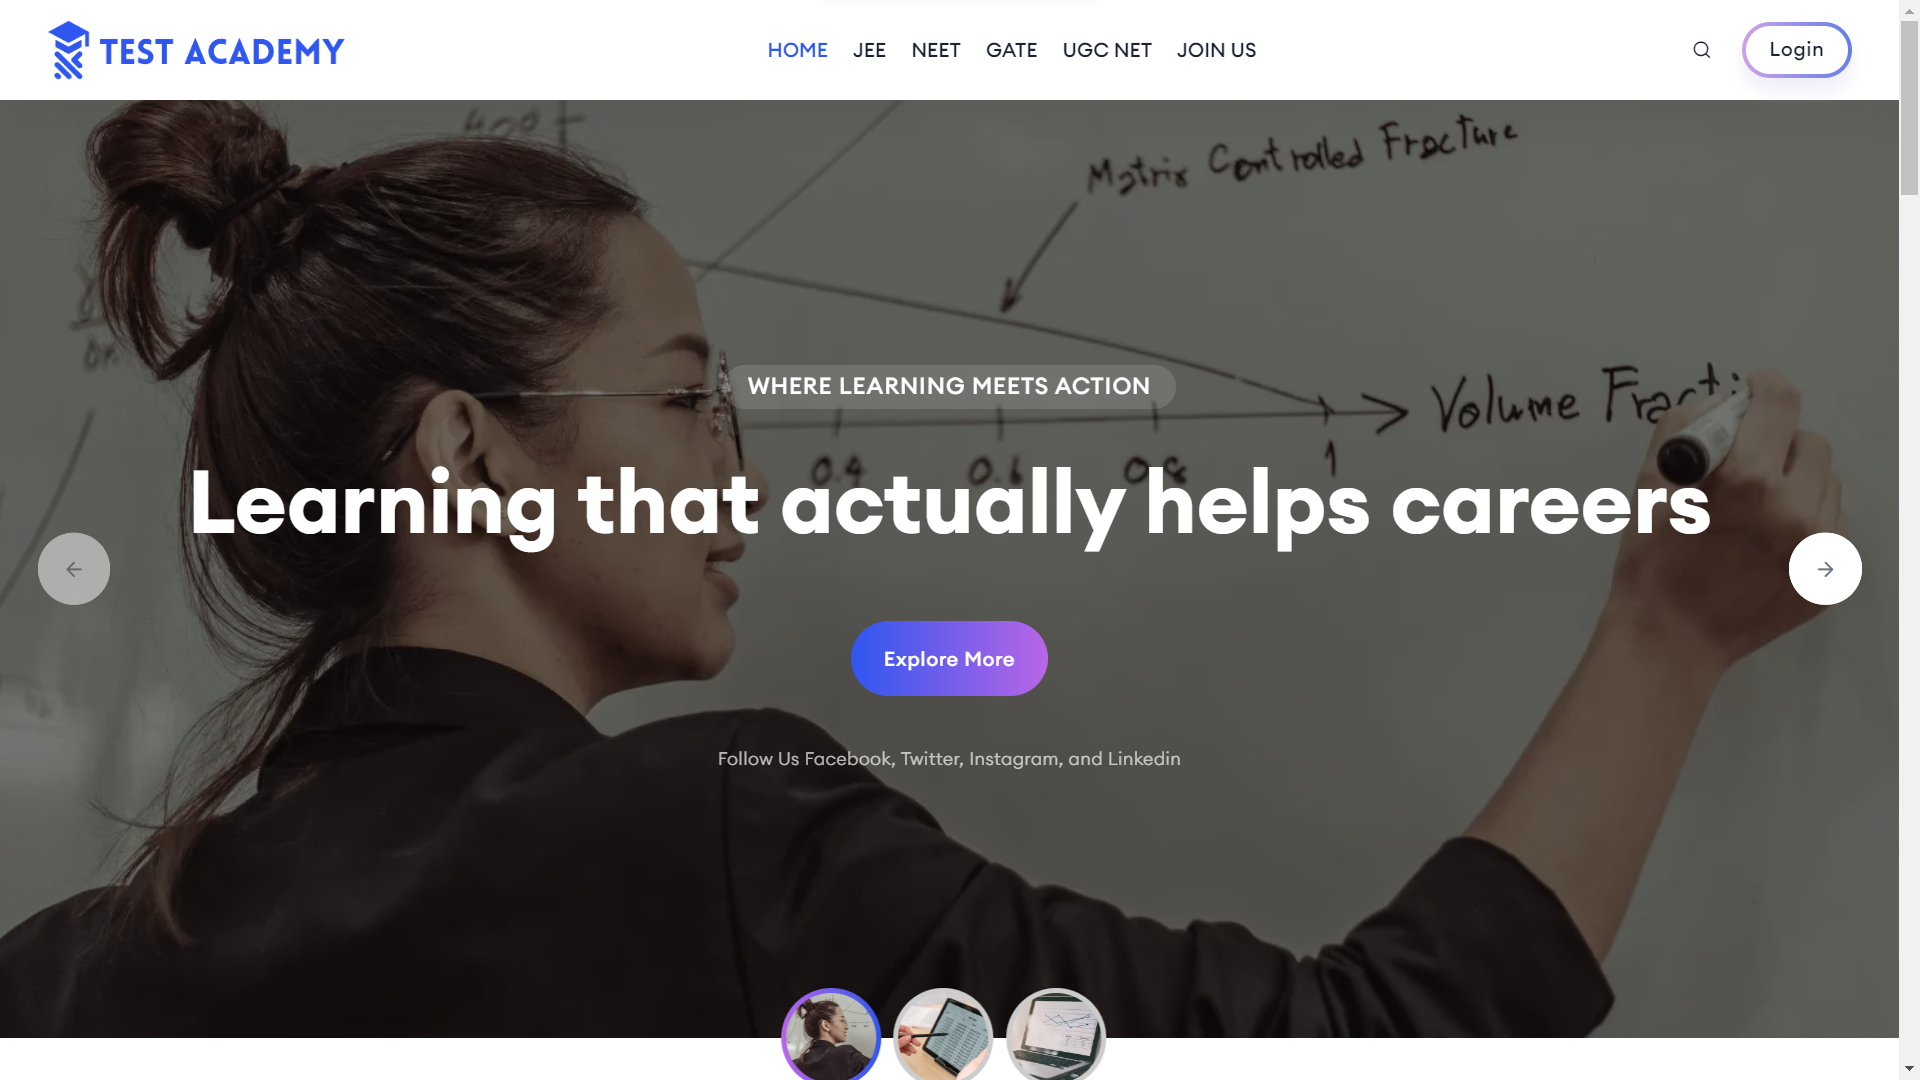 TEST ACADEMY
HOME JEE NEET GATE UGC NET JOIN US
Login
400
Matrix Controlled Fracture
WHERE LEARNING MEETS ACTION
Volume Fracti
0.4 0.6 0.8 1
Learning that actually helps careers
Explore More
Follow Us Facebook, Twitter, Instagram, and Linkedin